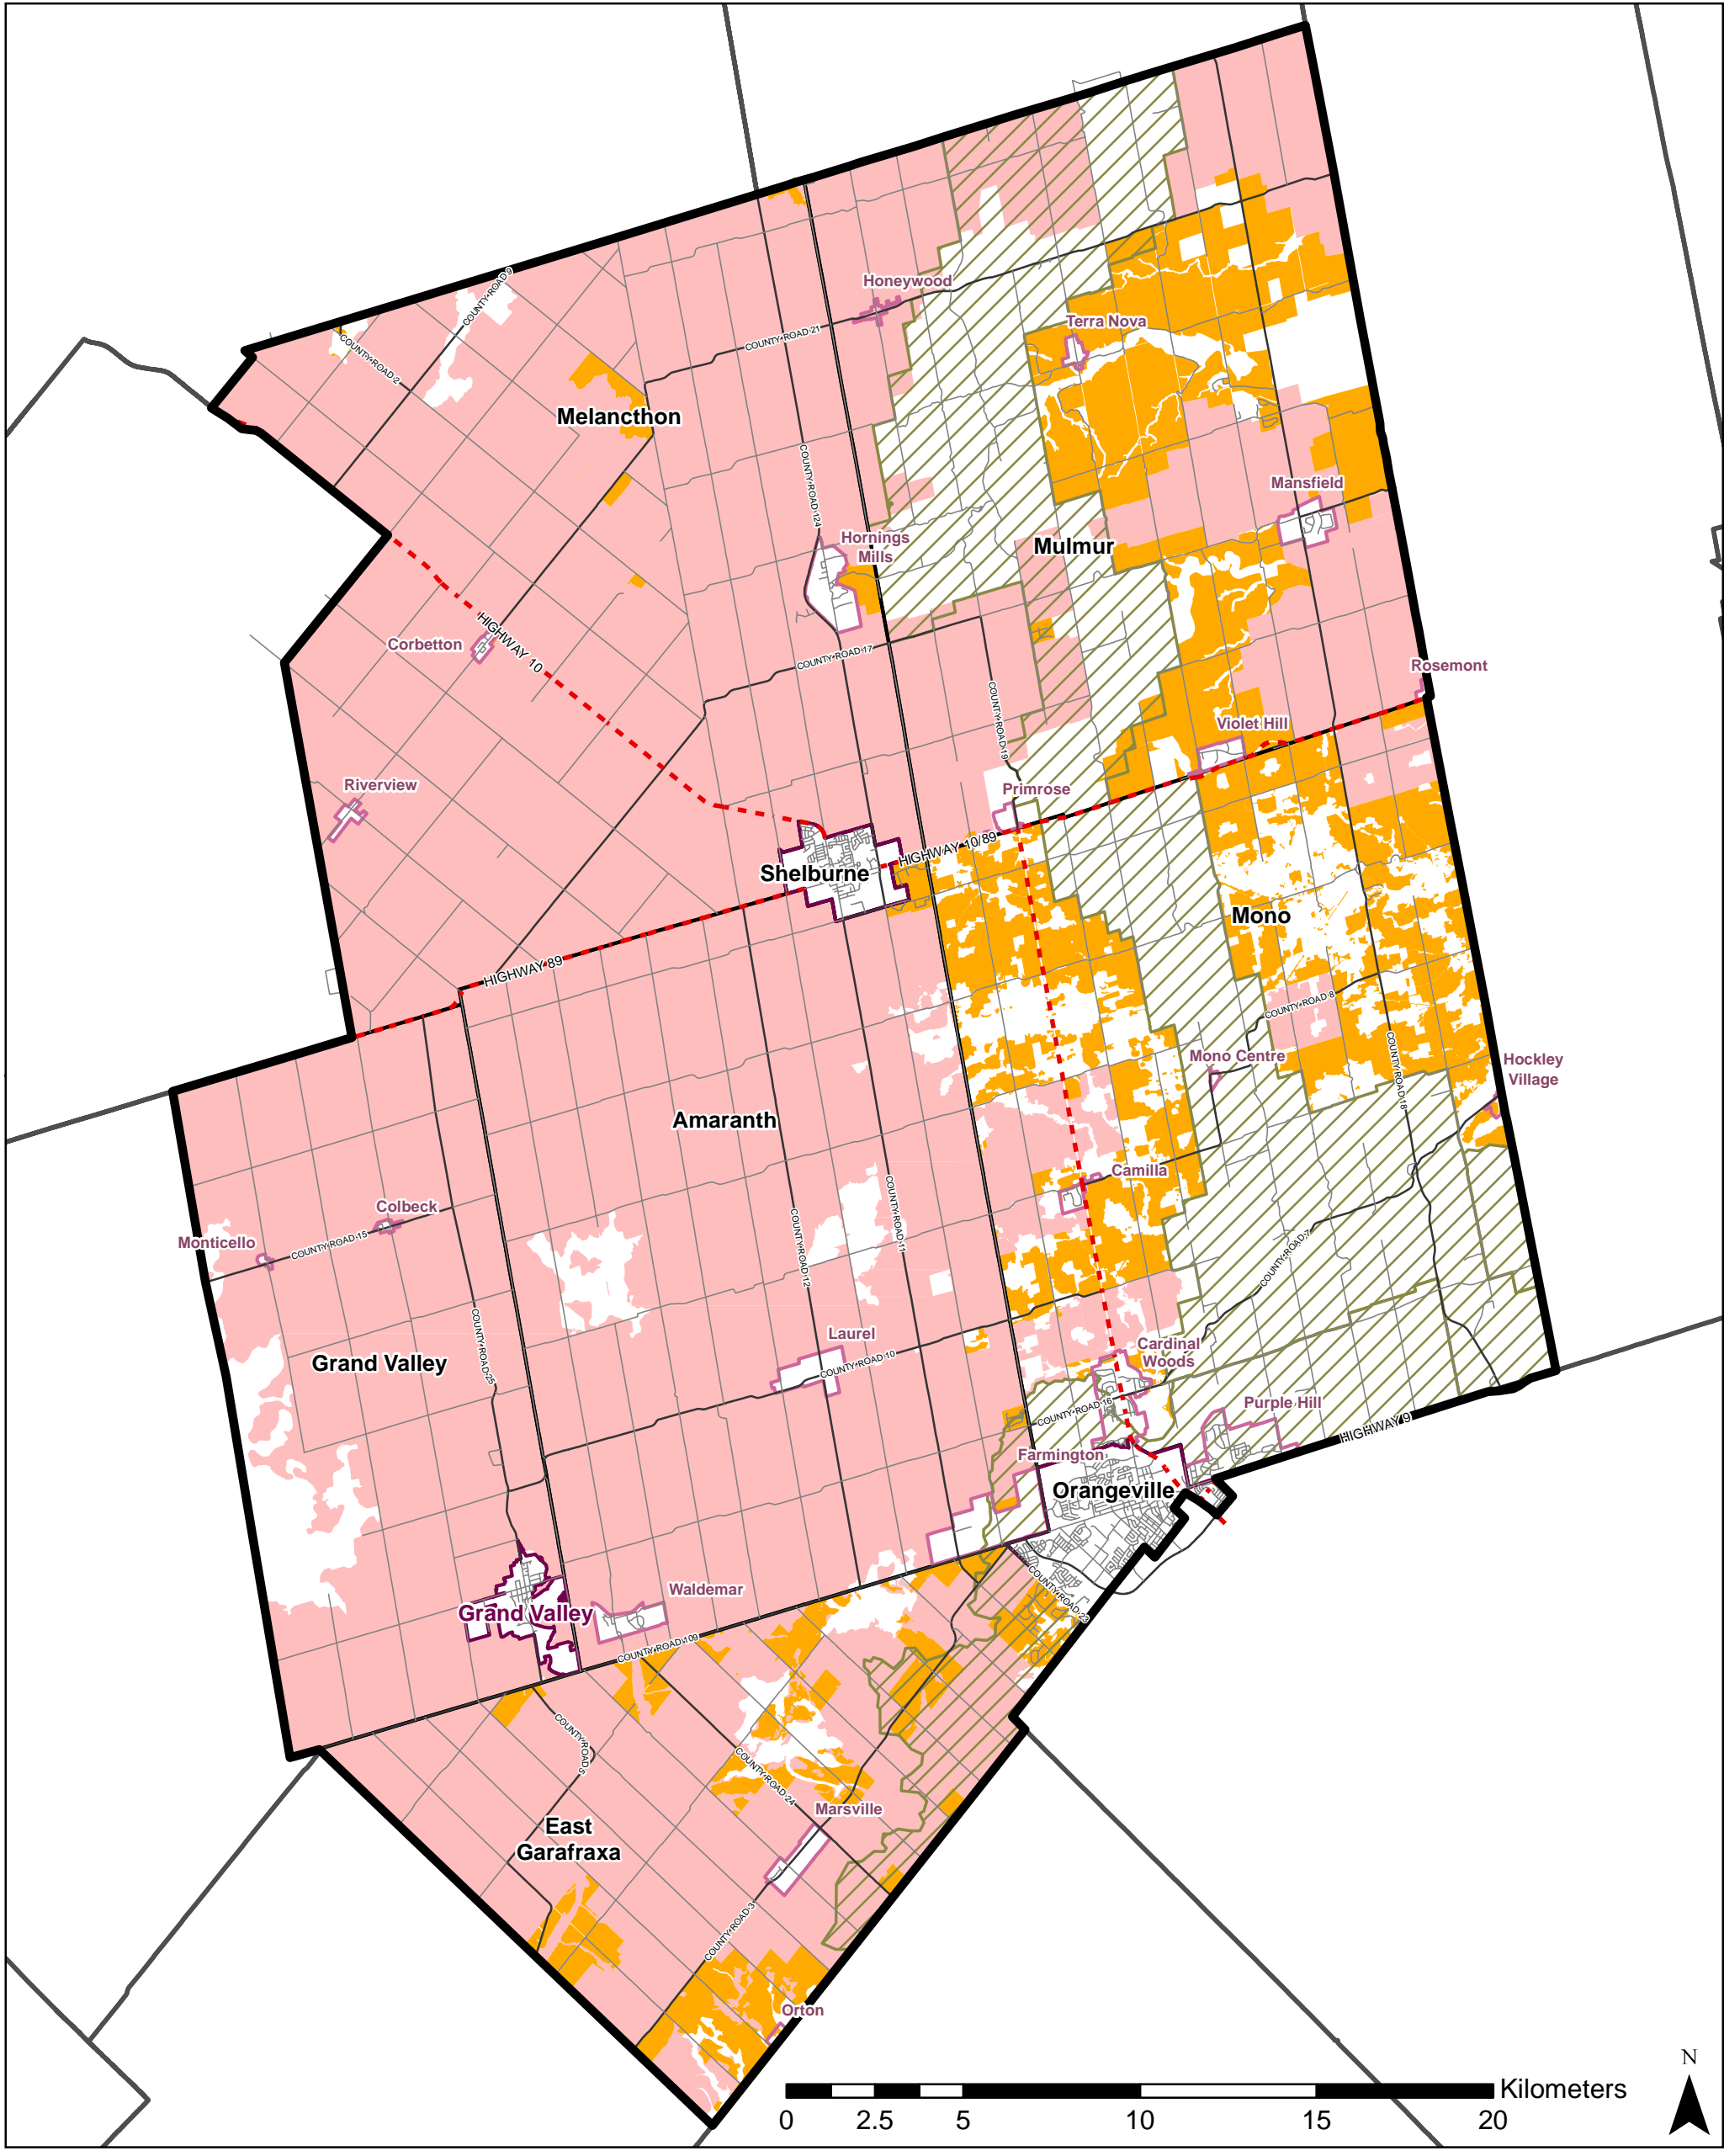 COUNTY ROAD 9
Honeywood
COUNTY ROAD 21
Terra Nova
COUNTY ROAD 2
Melancthon
COUNTY ROAD 124
Mansfield
Hornings
Mills
Mulmur
HIGHWAY 10
Corbetton
COUNTY ROAD 17
Rosemont
COUNTY ROAD 19
Violet Hill
Riverview
Primrose
HIGHWAY 10/89
Shelburne
Mono
HIGHWAY 89
COUNTY ROAD 8
Mono Centre
COUNTY ROAD 18
Hockley
Village
Amaranth
Camilla
Colbeck
COUNTY ROAD 11
Monticello
COUNTY ROAD 15
COUNTY ROAD 12
COUNTY ROAD 7
COUNTY ROAD 25
Laurel
Grand Valley
COUNTY ROAD 10
Cardinal
Woods
COUNTY ROAD 16
Purple Hill
HIGHWAY 9
Farmington
Orangeville
Waldemar
COUNTY ROAD 23
Grand Valley
COUNTY ROAD 109
COUNTY ROAD 5
COUNTY ROAD 24
Marsville
East
Garafraxa
COUNTY ROAD 3
Orton
N
Kilometers
0 2.5 5 10 15 20